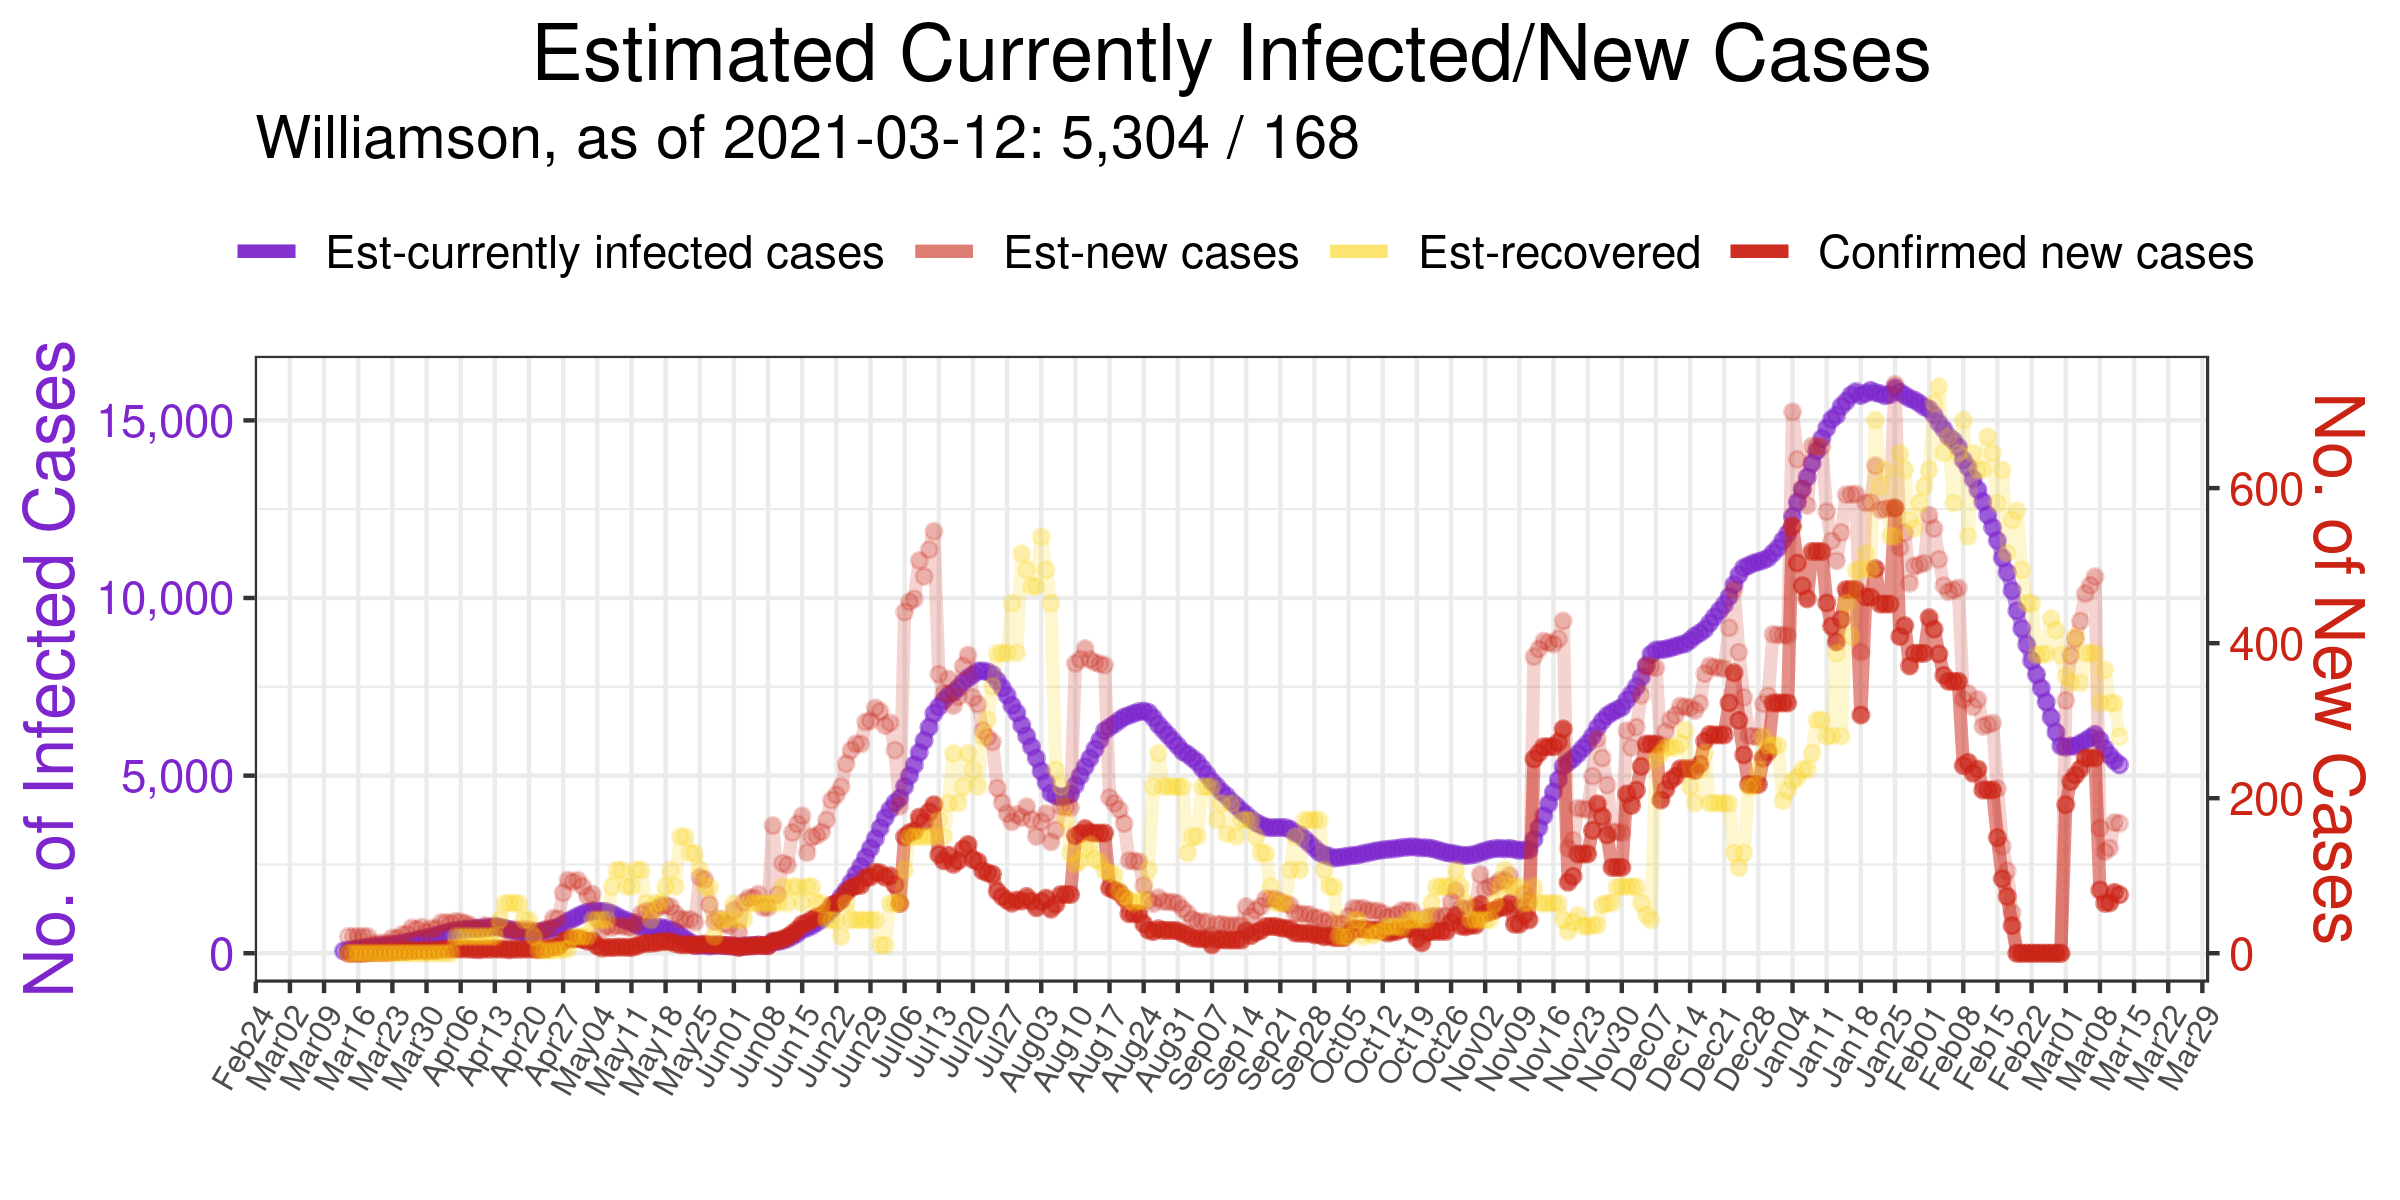 Estimated Currently Infected/New Cases
Williamson, as of 2021-03-12: 5,304 / 168
Est-currently infected cases Est-new cases Est-recovered Confirmed new cases
No. of Infected Cases
15,000
10,000
5,000
0
600
400
200
0
No. of New Cases
Feb24 Mar02 Mar09 Mar16 Mar23 Mar30 Apr06 Apr13 Apr20 Apr27 May04 May11 May18 May25 Jun01 Jun08 Jun15 Jun22 Jun29 Jul06 Jul13 Jul20 Jul27 Aug03 Aug10 Aug17 Aug24 Aug31 Sep07 Sep14 Sep21 Sep28 Oct05 Oct12 Oct19 Oct26 Nov02 Nov09 Nov16 Nov23 Nov30 Dec07 Dec14 Dec21 Dec28 Jan04 Jan11 Jan18 Jan25 Feb01 Feb08 Feb15 Feb22 Mar01 Mar08 Mar15 Mar22 Mar29